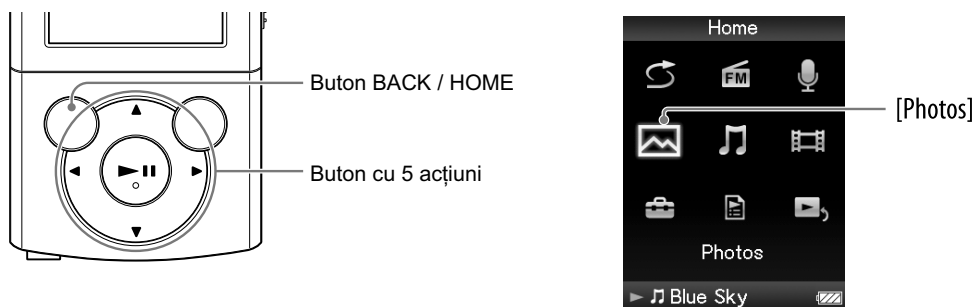 Buton BACK / HOME
Buton cu 5 acțiuni
Home
FM
[Photos]
Photos
Blue Sky